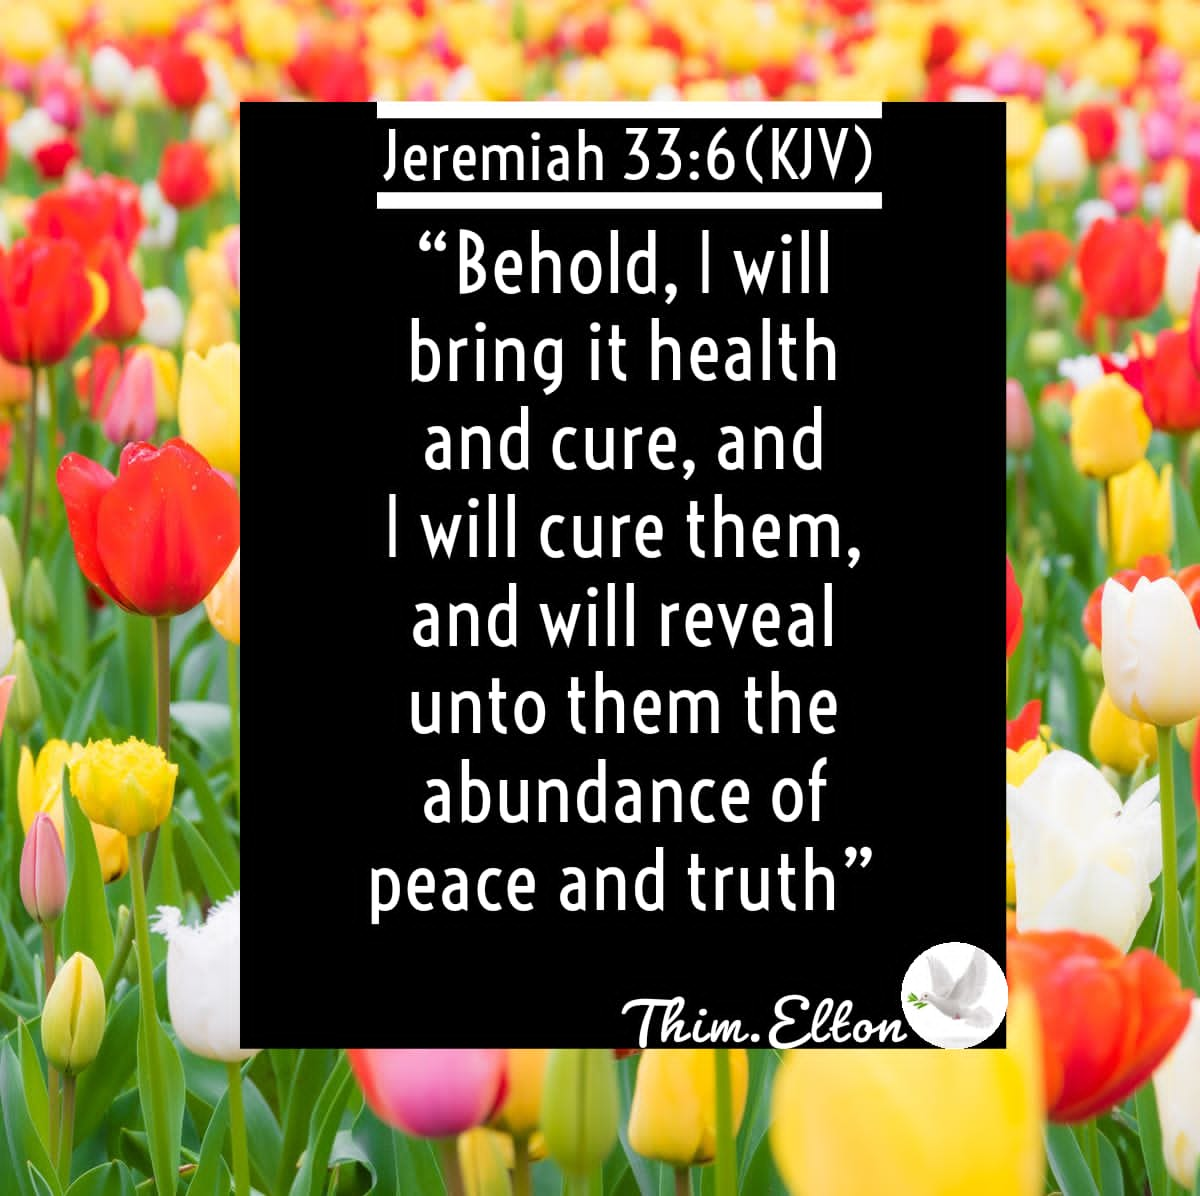 Jeremiah 33:6(KJV)
“Behold, I will
bring it health
and cure, and
I will cure them,
and will reveal
unto them the
abundance of
peace and truth”
Thim.Elton